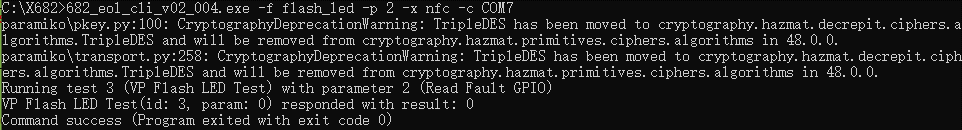 C:\X682>682_eol_cli_v02_004.exe -f flash_led -p 2 -x nfc -c COM7
paramiko\pkey.py:100: CryptographyDeprecationWarning: TripleDES has been moved to cryptography.hazmat.decrepit.ciphers.a
lgorithms.TripleDES and will be removed from cryptography.hazmat.primitives.ciphers.algorithms in 48.0.0.
paramiko\transport.py:258: CryptographyDeprecationWarning: TripleDES has been moved to cryptography.hazmat.decrepit.ciph
ers.algorithms.TripleDES and will be removed from cryptography.hazmat.primitives.ciphers.algorithms in 48.0.0.
Running test 3 (VP Flash LED Test) with parameter 2 (Read Fault GPIO)
VP Flash LED Test(id: 3, param: 0) responded with result: 0
Command success (Program exited with exit code 0)